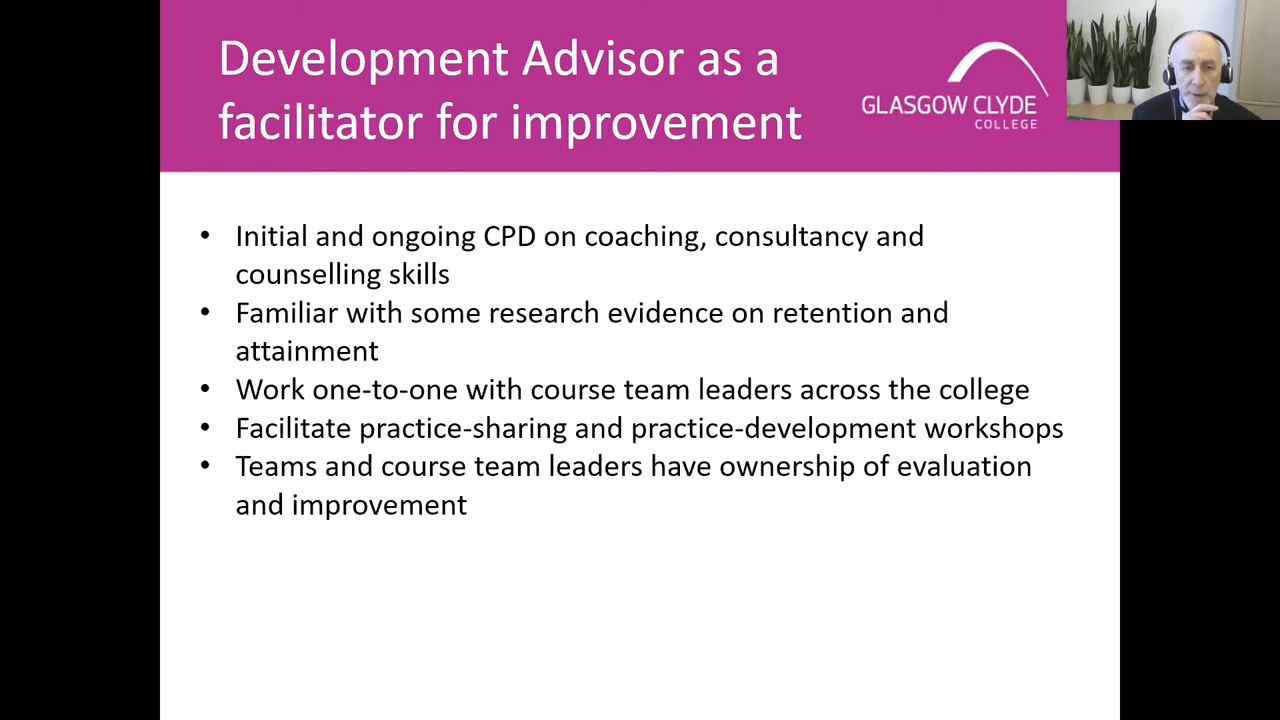 Development Advisor as a
facilitator for improvement
GLASGOW CLYDE
COLLEGE
• Initial and ongoing CPD on coaching, consultancy and
counselling skills
• Familiar with some research evidence on retention and
attainment
• Work one-to-one with course team leaders across the college
• Facilitate practice-sharing and practice-development workshops
• Teams and course team leaders have ownership of evaluation
and improvement